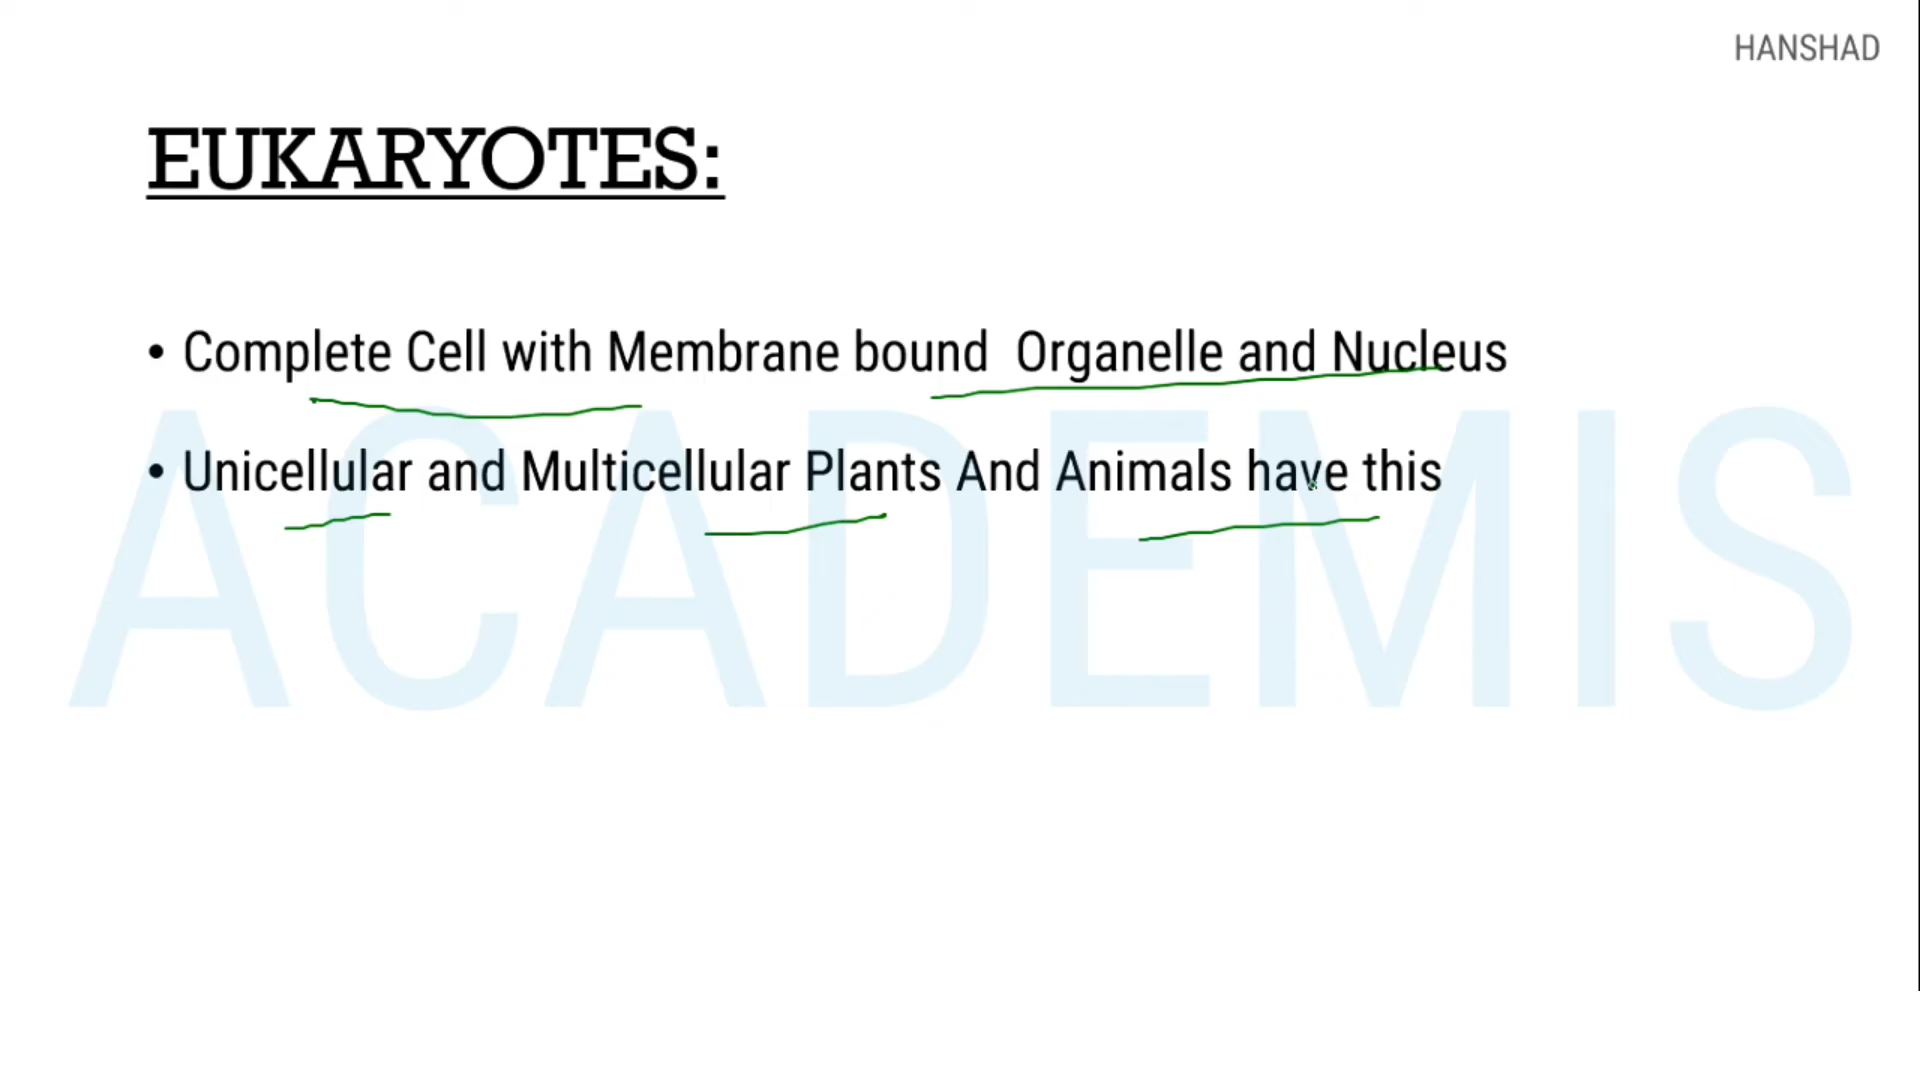 HANSHAD
EUKARYOTES:
• Complete Cell with Membrane bound  Organelle and Nucleus
• Unicellular and Multicellular Plants And Animals have this
ACADEMIS